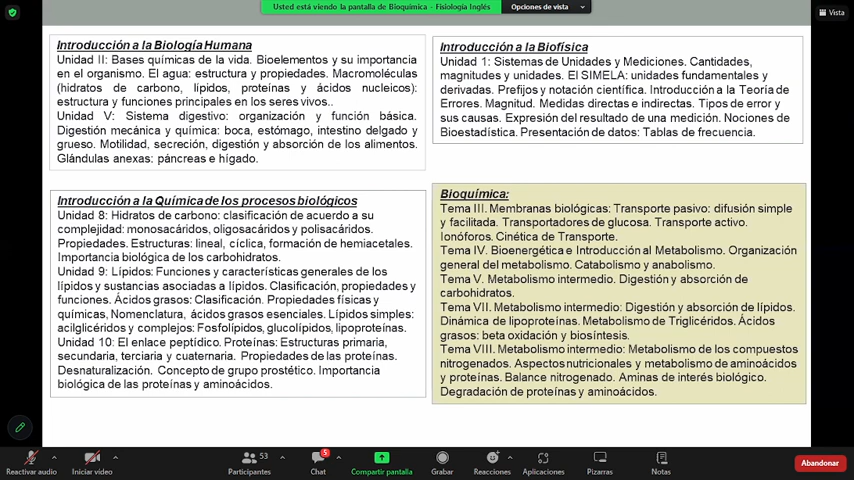 Usted está viendo la pantalla de Bioquímica - Fisiología Inglés
Opciones de vista
Vista
Introducción a la Biología Humana
Unidad II: Bases químicas de la vida. Bioelementos y su importancia
en el organismo. El agua: estructura y propiedades. Macromoléculas
(hidratos de carbono, lípidos, proteínas y ácidos nucleicos):
estructura y funciones principales en los seres vivos..
Unidad V: Sistema digestivo: organización y función básica.
Digestión mecánica y química: boca, estómago, intestino delgado y
grueso. Motilidad, secreción, digestión y absorción de los alimentos.
Glándulas anexas: páncreas e hígado.
Introducción a la Biofísica
Unidad 1: Sistemas de Unidades y Mediciones. Cantidades,
magnitudes y unidades. El SIMELA: unidades fundamentales y
derivadas. Prefijos y notación científica. Introducción a la Teoría de
Errores. Magnitud. Medidas directas e indirectas. Tipos de error y
sus causas. Expresión del resultado de una medición. Nociones de
Bioestadística. Presentación de datos: Tablas de frecuencia.
Introducción a la Química de los procesos biológicos
Unidad 8: Hidratos de carbono: clasificación de acuerdo a su
complejidad: monosacáridos, oligosacáridos y polisacáridos.
Propiedades. Estructuras: lineal, cíclica, formación de hemiacetales.
Importancia biológica de los carbohidratos.
Unidad 9: Lípidos: Funciones y características generales de los
lípidos y sustancias asociadas a lípidos. Clasificación, propiedades y
funciones. Ácidos grasos: Clasificación. Propiedades físicas y
químicas, Nomenclatura, ácidos grasos esenciales. Lípidos simples:
acilglicéridos y complejos: Fosfolípidos, glucolípidos, lipoproteínas.
Unidad 10: El enlace peptídico. Proteínas: Estructuras primaria,
secundaria, terciaria y cuaternaria. Propiedades de las proteínas.
Desnaturalización. Concepto de grupo prostético. Importancia
biológica de las proteínas y aminoácidos.
Bioquímica:
Tema III. Membranas biológicas: Transporte pasivo: difusión simple
y facilitada. Transportadores de glucosa. Transporte activo.
Ionóforos. Cinética de Transporte.
Tema IV. Bioenergética e Introducción al Metabolismo. Organización
general del metabolismo. Catabolismo y anabolismo.
Tema V. Metabolismo intermedio. Digestión y absorción de
carbohidratos.
Tema VII. Metabolismo intermedio: Digestión y absorción de lípidos.
Dinámica de lipoproteínas. Metabolismo de Triglicéridos. Ácidos
grasos: beta oxidación y biosíntesis.
Tema VIII. Metabolismo intermedio: Metabolismo de los compuestos
nitrogenados. Aspectos nutricionales y metabolismo de aminoácidos
y proteínas. Balance nitrogenado. Aminas de interés biológico.
Degradación de proteínas y aminoácidos.
53
5
Reactivar audio
Iniciar video
Participantes
Chat
Compartir pantalla
Grabar
Reacciones
Aplicaciones
Pizarras
Notas
Abandonar